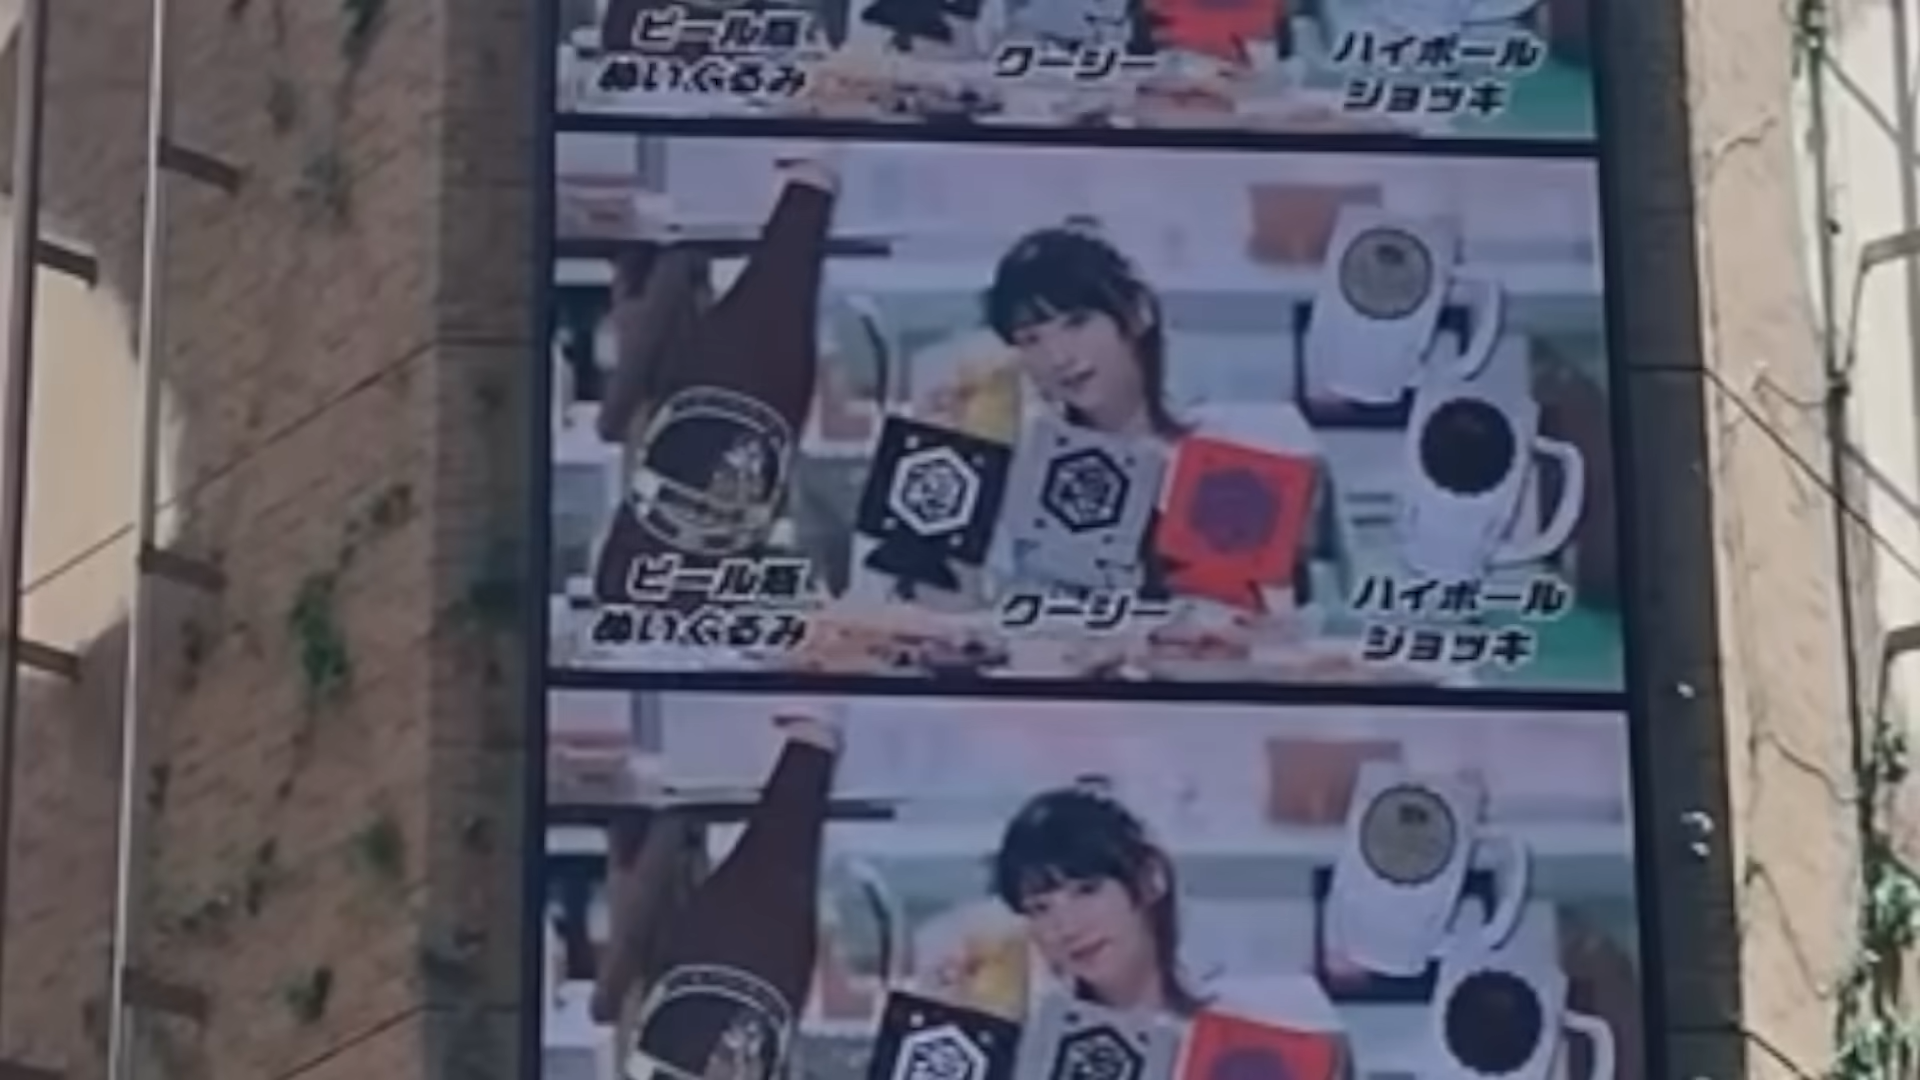 ビール瓶
ぬいぐるみ
クージー
ハイボール
ジョッキ
ビール瓶
ぬいぐるみ
クージー
ハイボール
ジョッキ